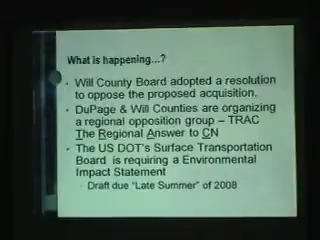 What is happening...?
• Will County Board adopted a resolution
to oppose the proposed acquisition.
• DuPage & Will Counties are organizing
a regional opposition group – TRAC
The Regional Answer to CN
• The US DOT's Surface Transportation
Board is requiring a Environmental
Impact Statement
• Draft due "Late Summer" of 2008